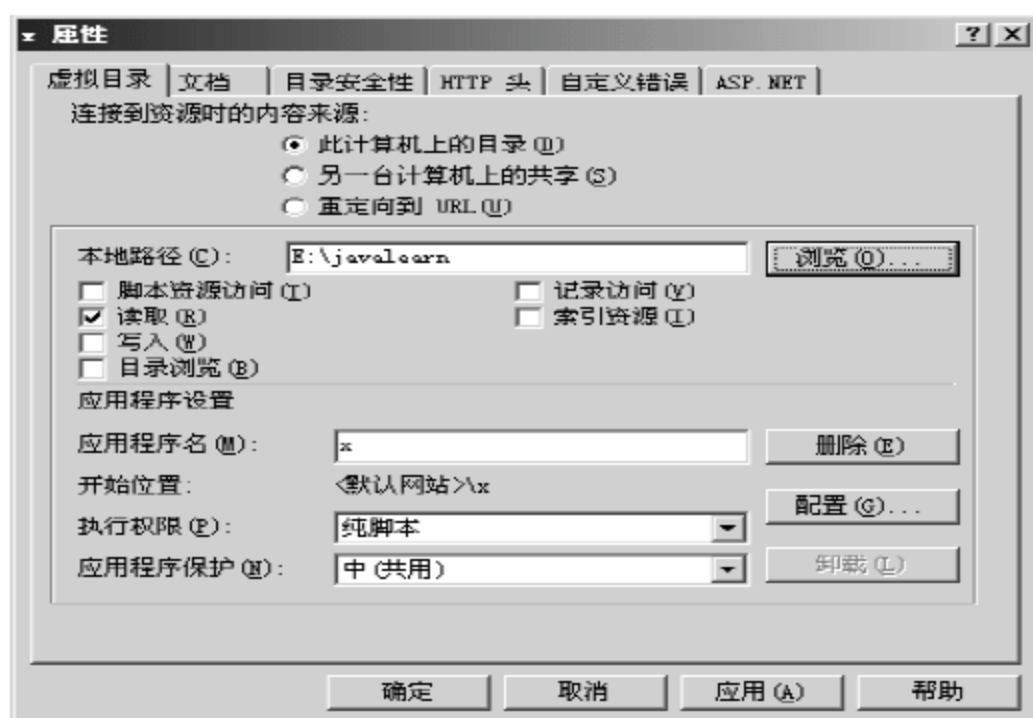 属性
虚拟目录 文档 目录安全性 HTTP 头 自定义错误 ASP.NET
连接到资源时的内容来源:
此计算机上的目录(D)
另一台计算机上的共享(S)
重定向到 URL(U)
本地路径(C): E:\javalearn 浏览(O)...
脚本资源访问(T) 记录访问(V)
读取(R) 索引资源(I)
写入(W)
目录浏览(B)
应用程序设置
应用程序名(M): x 删除(E)
开始位置: <默认网站>\x
配置(G)...
执行权限(P): 纯脚本
应用程序保护(N): 中(共用) 卸载(L)
确定 取消 应用(A) 帮助